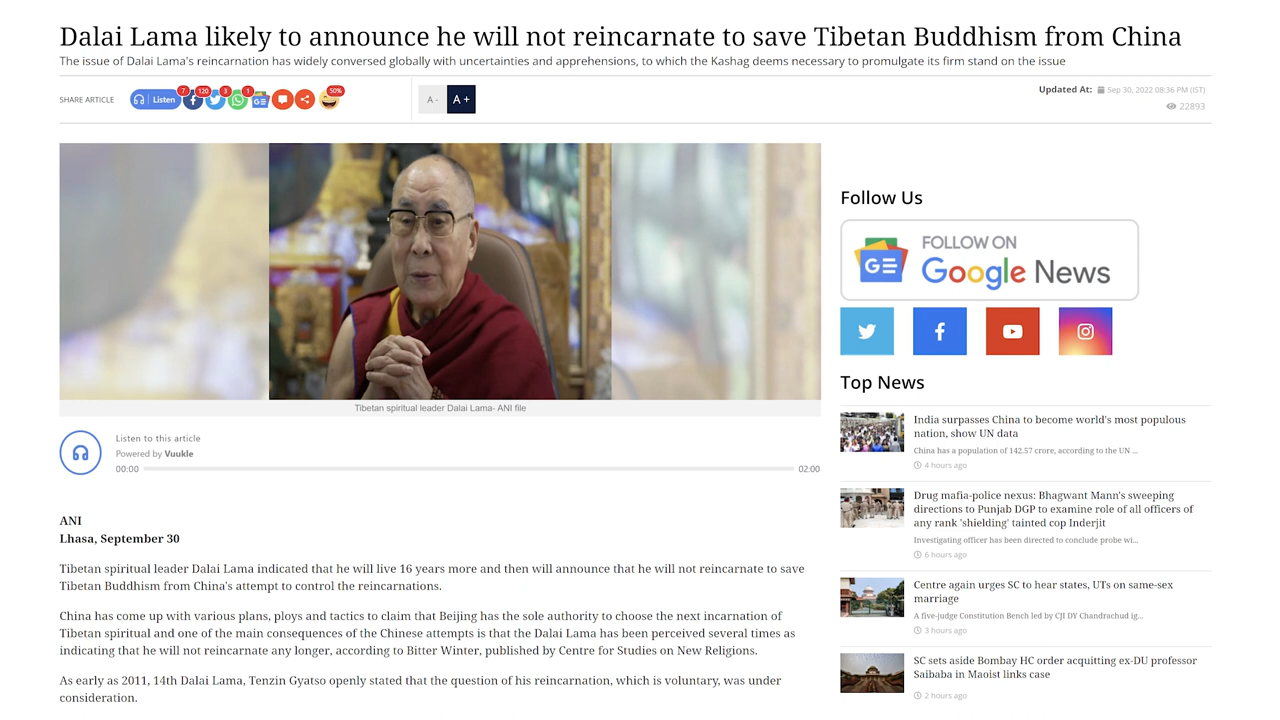 Dalai Lama likely to announce he will not reincarnate to save Tibetan Buddhism from China
The issue of Dalai Lama's reincarnation has widely conversed globally with uncertainties and apprehensions, to which the Kashag deems necessary to promulgate its firm stand on the issue
SHARE ARTICLE
Listen
7
120
3
1
50%
A -
A +
Updated At: Sep 30, 2022 08:36 PM (IST)
22893
Tibetan spiritual leader Dalai Lama- ANI file
Listen to this article
Powered by Vuukle
00:00
02:00
ANI
Lhasa, September 30
Tibetan spiritual leader Dalai Lama indicated that he will live 16 years more and then will announce that he will not reincarnate to save
Tibetan Buddhism from China's attempt to control the reincarnations.
China has come up with various plans, ploys and tactics to claim that Beijing has the sole authority to choose the next incarnation of
Tibetan spiritual and one of the main consequences of the Chinese attempts is that the Dalai Lama has been perceived several times as
indicating that he will not reincarnate any longer, according to Bitter Winter, published by Centre for Studies on New Religions.
As early as 2011, 14th Dalai Lama, Tenzin Gyatso openly stated that the question of his reincarnation, which is voluntary, was under
consideration.
Follow Us
GE
FOLLOW ON
Google News
Top News
India surpasses China to become world's most populous
nation, show UN data
China has a population of 142.57 crore, according to the UN ...
4 hours ago
Drug mafia-police nexus: Bhagwant Mann's sweeping
directions to Punjab DGP to examine role of all officers of
any rank 'shielding' tainted cop Inderjit
Investigating officer has been directed to conclude probe wi...
6 hours ago
Centre again urges SC to hear states, UTs on same-sex
marriage
A five-judge Constitution Bench led by CJI DY Chandrachud ig...
3 hours ago
SC sets aside Bombay HC order acquitting ex-DU professor
Saibaba in Maoist links case
2 hours ago